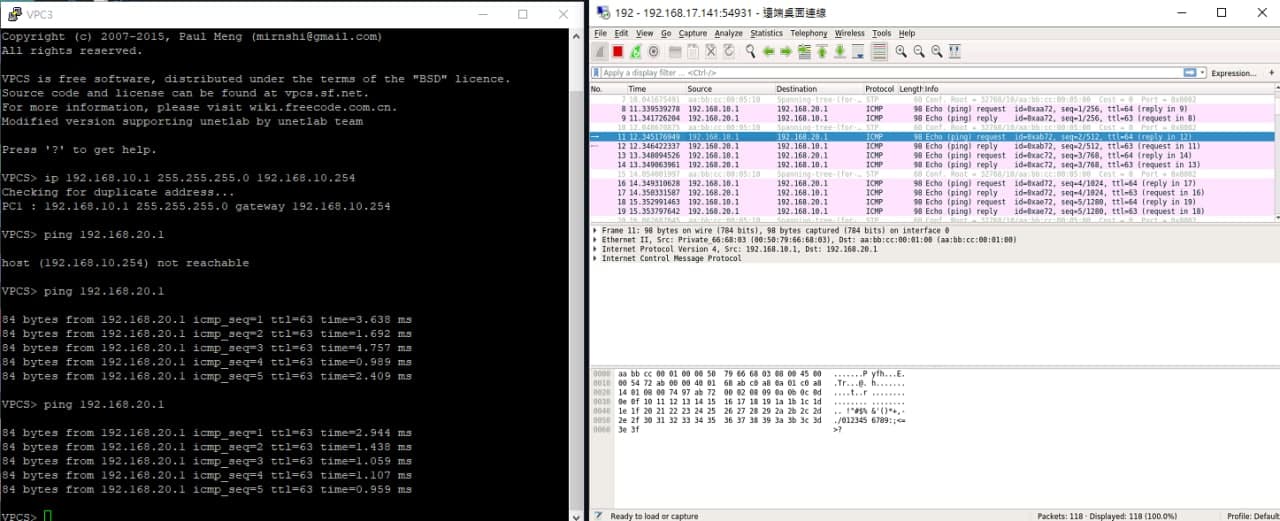 VPC3
Copyright (c) 2007-2015, Paul Meng (mirnshi@gmail.com)
All rights reserved.
VPCS is free software, distributed under the terms of the "BSD" licence.
Source code and license can be found at vpcs.sf.net.
For more information, please visit wiki.freecode.com.cn.
Modified version supporting unetlab by unetlab team
Press '?' to get help.
VPCS> ip 192.168.10.1 255.255.255.0 192.168.10.254
Checking for duplicate address...
PC1 : 192.168.10.1 255.255.255.0 gateway 192.168.10.254
VPCS> ping 192.168.20.1
host (192.168.10.254) not reachable
VPCS> ping 192.168.20.1
84 bytes from 192.168.20.1 icmp_seq=1 ttl=63 time=3.638 ms
84 bytes from 192.168.20.1 icmp_seq=2 ttl=63 time=1.692 ms
84 bytes from 192.168.20.1 icmp_seq=3 ttl=63 time=4.757 ms
84 bytes from 192.168.20.1 icmp_seq=4 ttl=63 time=0.989 ms
84 bytes from 192.168.20.1 icmp_seq=5 ttl=63 time=2.409 ms
VPCS> ping 192.168.20.1
84 bytes from 192.168.20.1 icmp_seq=1 ttl=63 time=2.944 ms
84 bytes from 192.168.20.1 icmp_seq=2 ttl=63 time=1.438 ms
84 bytes from 192.168.20.1 icmp_seq=3 ttl=63 time=1.059 ms
84 bytes from 192.168.20.1 icmp_seq=4 ttl=63 time=1.107 ms
84 bytes from 192.168.20.1 icmp_seq=5 ttl=63 time=0.959 ms
VPCS>
192 - 192.168.17.141:54931 - 遠端桌面連線
File Edit View Go Capture Analyze Statistics Telephony Wireless Tools Help
Apply a display filter ... <Ctrl-/> Expression... +
No. Time Source Destination Protocol Length Info
7 10.041675491 aa:bb:cc:00:05:10 Spanning-tree-(for-… STP 60 Conf. Root = 32768/10/aa:bb:cc:00:05:00 Cost = 0 Port = 0x8002
8 11.339539278 192.168.10.1 192.168.20.1 ICMP 98 Echo (ping) request id=0xaa72, seq=1/256, ttl=64 (reply in 9)
9 11.341726204 192.168.20.1 192.168.10.1 ICMP 98 Echo (ping) reply id=0xaa72, seq=1/256, ttl=63 (request in 8)
aa:bb:cc:00:05:10 Spanning-tree-(for-… STP 60 Conf. Root = 32768/10/aa:bb:cc:00:05:00 Cost = 0 Port = 0x8002
11 12.345176949 192.168.10.1 192.168.20.1 ICMP 98 Echo (ping) request id=0xab72, seq=2/512, ttl=64 (reply in 12)
12 12.346422337 192.168.20.1 192.168.10.1 ICMP 98 Echo (ping) reply id=0xab72, seq=2/512, ttl=63 (request in 11)
13 13.348094526 192.168.10.1 192.168.20.1 ICMP 98 Echo (ping) request id=0xac72, seq=3/768, ttl=64 (reply in 14)
14 13.349063961 192.168.20.1 192.168.10.1 ICMP 98 Echo (ping) reply id=0xac72, seq=3/768, ttl=63 (request in 13)
15 14.054001997 aa:bb:cc:00:05:10 Spanning-tree-(for-… STP 60 Conf. Root = 32768/10/aa:bb:cc:00:05:00 Cost = 0 Port = 0x8002
16 14.349310628 192.168.10.1 192.168.20.1 ICMP 98 Echo (ping) request id=0xad72, seq=4/1024, ttl=64 (reply in 17)
17 14.350331587 192.168.20.1 192.168.10.1 ICMP 98 Echo (ping) reply id=0xad72, seq=4/1024, ttl=63 (request in 16)
18 15.352991463 192.168.10.1 192.168.20.1 ICMP 98 Echo (ping) request id=0xae72, seq=5/1280, ttl=64 (reply in 19)
19 15.353797642 192.168.20.1 192.168.10.1 ICMP 98 Echo (ping) reply id=0xae72, seq=5/1280, ttl=63 (request in 18)
Frame 11: 98 bytes on wire (784 bits), 98 bytes captured (784 bits) on interface 0
Ethernet II, Src: Private_66:68:03 (00:50:79:66:68:03), Dst: aa:bb:cc:00:01:00 (aa:bb:cc:00:01:00)
Internet Protocol Version 4, Src: 192.168.10.1, Dst: 192.168.20.1
Internet Control Message Protocol
0000 aa bb cc 00 01 00 00 50 79 66 68 03 08 00 45 00 .......P yfh...E.
0010 00 54 72 ab 00 00 40 01 68 ab c0 a8 0a 01 c0 a8 .Tr...@. h.......
0020 14 01 08 00 74 97 ab 72 00 02 08 09 0a 0b 0c 0d ....t..r ........
0030 0e 0f 10 11 12 13 14 15 16 17 18 19 1a 1b 1c 1d ........ ........
0040 1e 1f 20 21 22 23 24 25 26 27 28 29 2a 2b 2c 2d .. !"#$% &'()*+,-
0050 2e 2f 30 31 32 33 34 35 36 37 38 39 3a 3b 3c 3d ./012345 6789:;<=
0060 3e 3f >?
Ready to load or capture Packets: 118 · Displayed: 118 (100.0%) Profile: Default